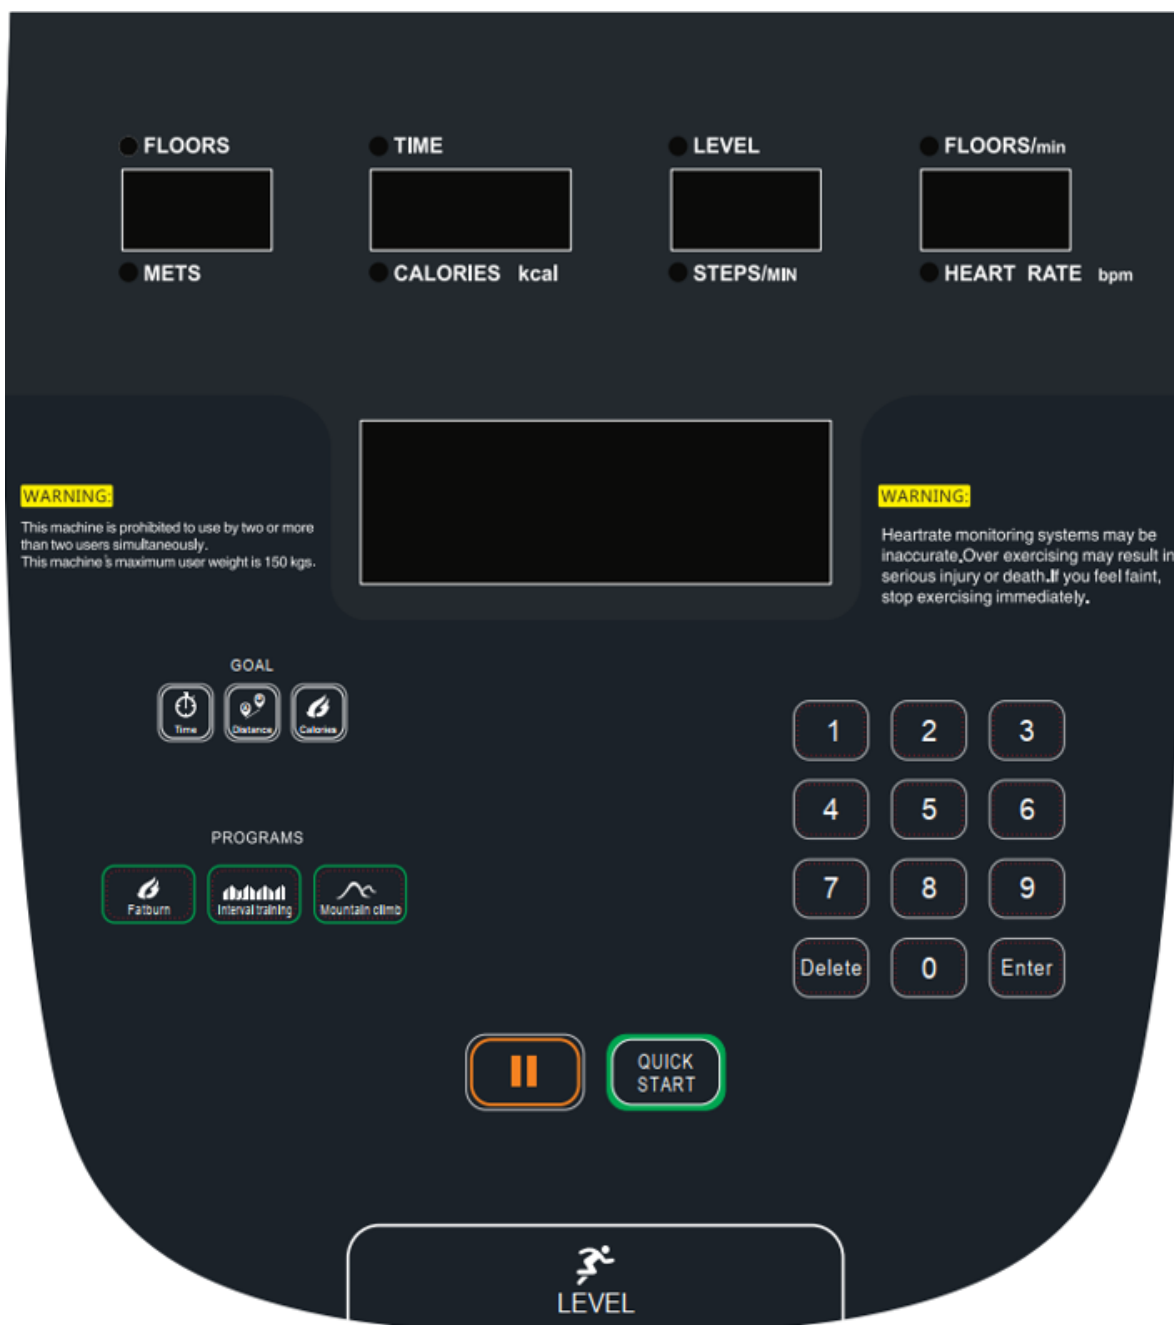 FLOORS
TIME
LEVEL
FLOORS/min
METS
CALORIES kcal
STEPS/MIN
HEART RATE bpm
WARNING:
This machine is prohibited to use by two or more
than two users simultaneously.
This machine's maximum user weight is 150 kgs.
WARNING:
Heartrate monitoring systems may be
inaccurate.Over exercising may result in
serious injury or death.If you feel faint,
stop exercising immediately.
GOAL
Time
Distance
Calories
PROGRAMS
Fatburn
Interval training
Mountain climb
1
2
3
4
5
6
7
8
9
Delete
0
Enter
QUICK
START
LEVEL